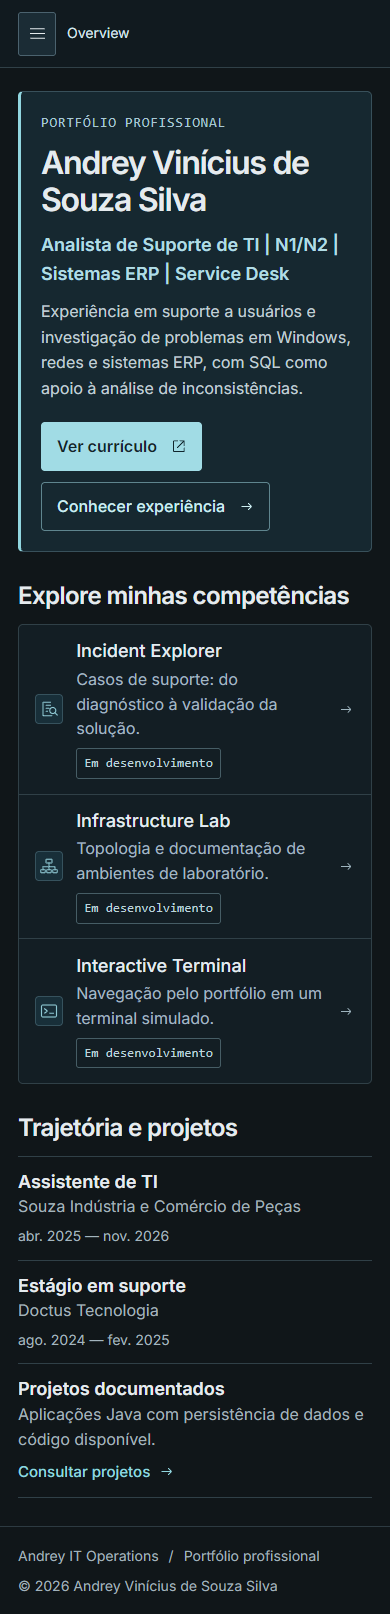 Overview
PORTFÓLIO PROFISSIONAL
Andrey Vinícius de
Souza Silva
Analista de Suporte de TI | N1/N2 |
Sistemas ERP | Service Desk
Experiência em suporte a usuários e
investigação de problemas em Windows,
redes e sistemas ERP, com SQL como
apoio à análise de inconsistências.
Ver currículo
Conhecer experiência →
Explore minhas competências
Incident Explorer
Casos de suporte: do
diagnóstico à validação da
solução.
Em desenvolvimento
Infrastructure Lab
Topologia e documentação de
ambientes de laboratório.
Em desenvolvimento
Interactive Terminal
Navegação pelo portfólio em um
terminal simulado.
Em desenvolvimento
Trajetória e projetos
Assistente de TI
Souza Indústria e Comércio de Peças
abr. 2025 — nov. 2026
Estágio em suporte
Doctus Tecnologia
ago. 2024 — fev. 2025
Projetos documentados
Aplicações Java com persistência de dados e
código disponível.
Consultar projetos →
Andrey IT Operations / Portfólio profissional
© 2026 Andrey Vinícius de Souza Silva